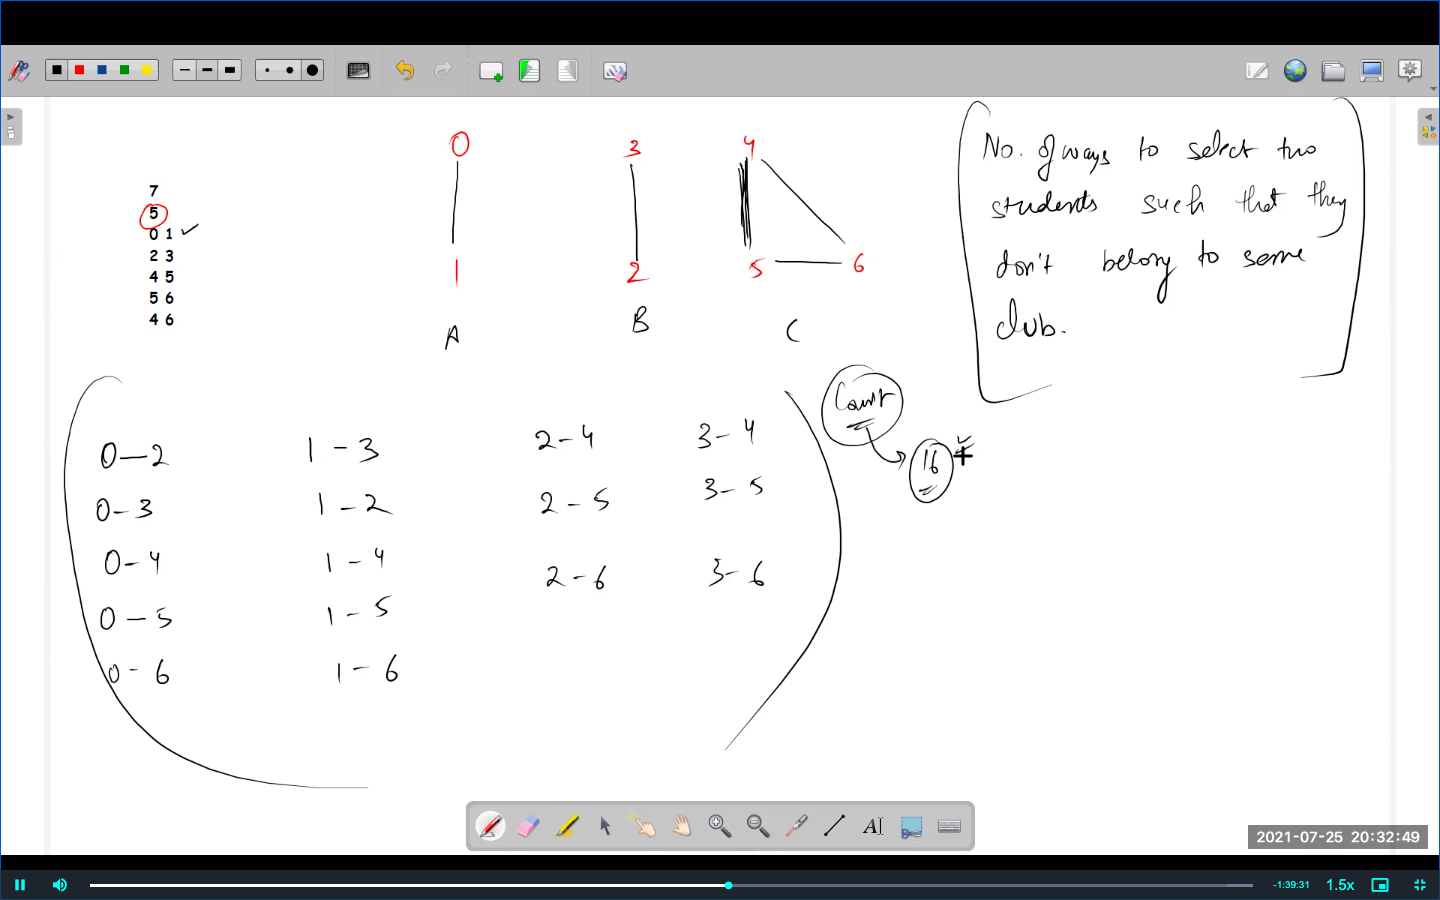 7
5
0 1
2 3
4 5
5 6
4 6
0
1
A
3
2
B
4
5
6
C
No. of ways to select two
students such that they
don't belong to same
club.
0-2 1-3 2-4 3-4
0-3 1-2 2-5 3-5
0-4 1-4 2-6 3-6
0-5 1-5
0-6 1-6
Count
16
2021-07-25 20:32:49
-1:39:31 1.5x